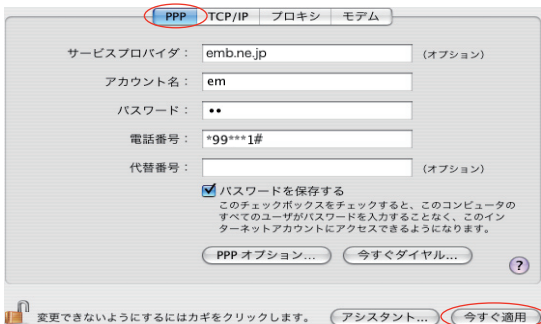 PPP TCP/IP プロキシ モデム
サービスプロバイダ： emb.ne.jp （オプション）
アカウント名： em
パスワード： ••
電話番号： *99***1#
代替番号： （オプション）
パスワードを保存する
このチェックボックスをチェックすると、このコンピュータの
すべてのユーザがパスワードを入力することなく、このイン
ターネットアカウントにアクセスできるようになります。
PPP オプション... 今すぐダイヤル... ?
変更できないようにするにはカギをクリックします。 アシスタント... 今すぐ適用